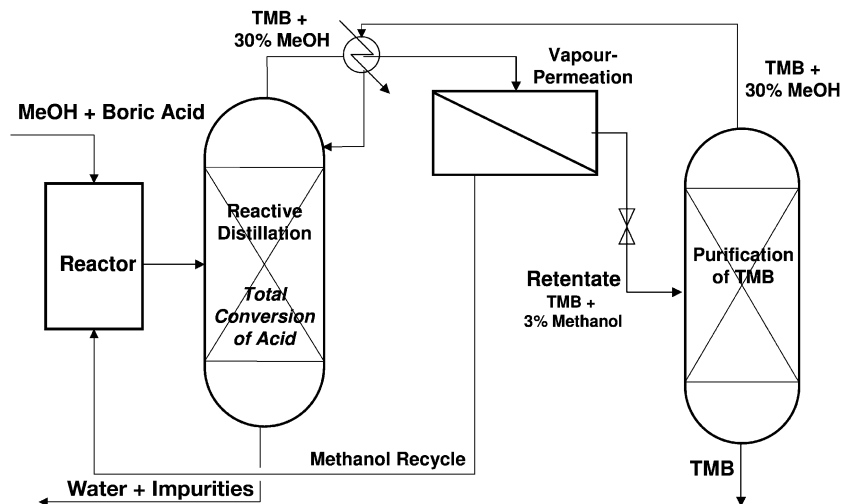 TMB +
30% MeOH
Vapour-
Permeation
TMB +
30% MeOH
MeOH + Boric Acid
Reactive
Distillation
Reactor
Purification
of TMB
Total
Conversion
of Acid
Retentate
TMB +
3% Methanol
Methanol Recycle
TMB
Water + Impurities